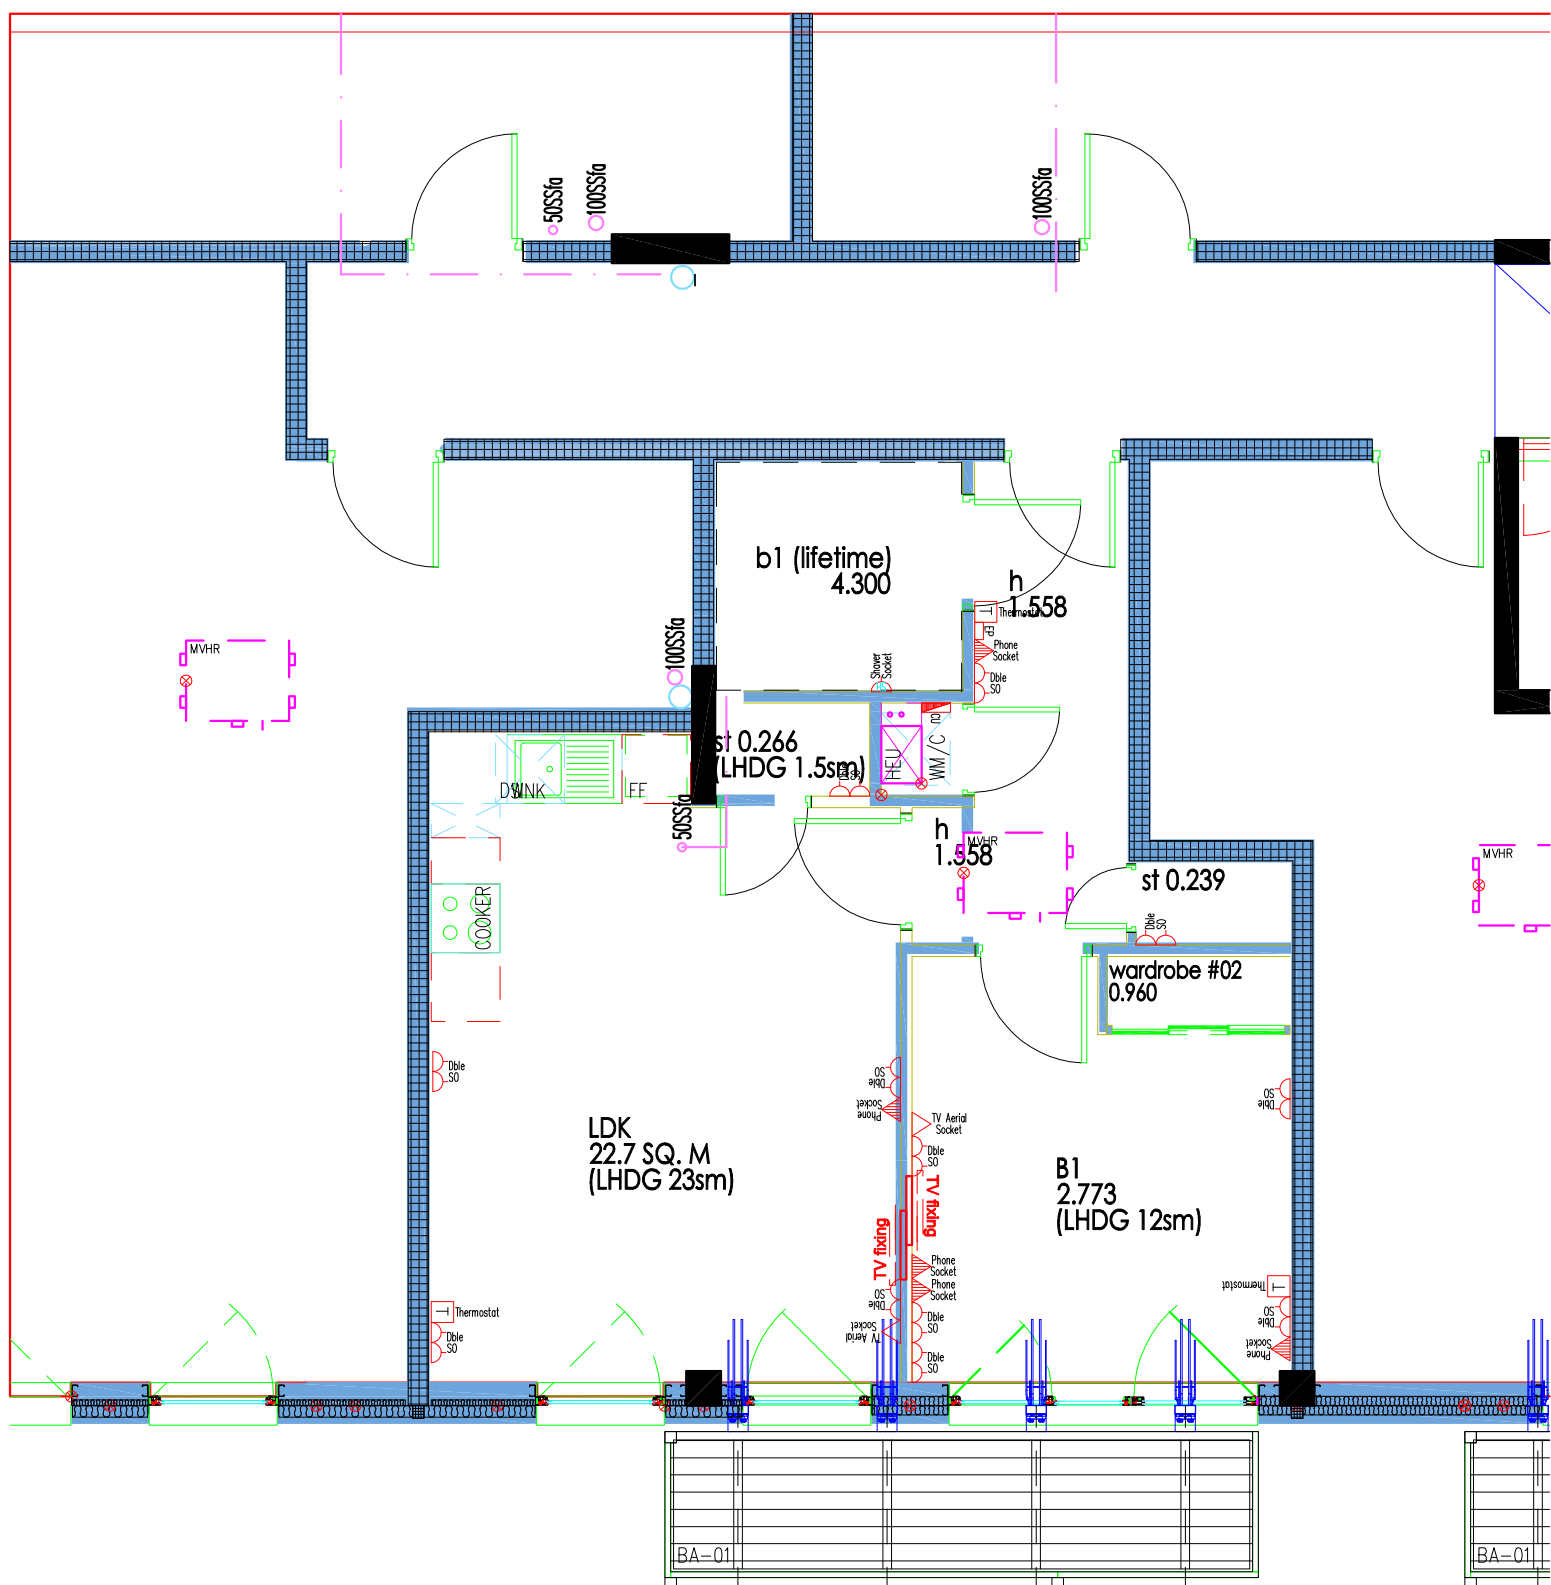 50SSfa
100SSfa
100SSfa
b1 (lifetime)
4.300
h
1.558
Thermostat
FP
Phone
Socket
Dble
SO
Shaver
Socket
MVHR
100SSfa
st 0.266
(LHDG 1.5sm)
HEU
WM/C
CU
DW
SINK
FF
50SSfa
h
1.558
MVHR
MVHR
st 0.239
Dble
SO
COOKER
wardrobe #02
0.960
Dble
SO
SO
Dble
Phone
Socket
SO
Dble
TV Aerial
Socket
Dble
SO
LDK
22.7 SQ. M
(LHDG 23sm)
B1
2.773
(LHDG 12sm)
TV fixing
TV fixing
Phone
Socket
Phone
Socket
SO
Dble
TV Aerial
Socket
Dble
SO
Dble
SO
Thermostat
Dble
SO
Thermostat
SO
Dble
Phone
Socket
BA-01
BA-01